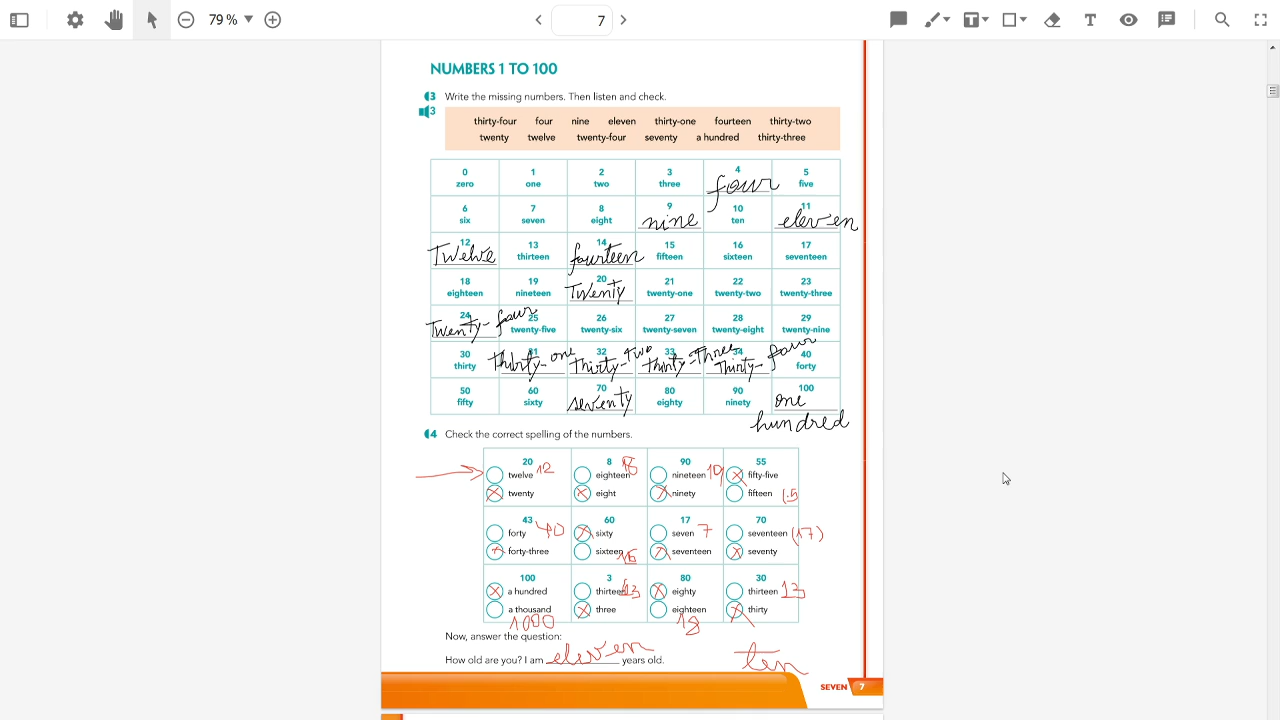 79 %
7
NUMBERS 1 TO 100
3 Write the missing numbers. Then listen and check.
3
thirty-four four nine eleven thirty-one fourteen thirty-two
twenty twelve twenty-four seventy a hundred thirty-three
0 1 2 3 4 5
zero one two three four five
6 7 8 9 10 11
six seven eight nine ten eleven
12 13 14 15 16 17
Twelve thirteen fourteen fifteen sixteen seventeen
18 19 20 21 22 23
eighteen nineteen Twenty twenty-one twenty-two twenty-three
24 25 26 27 28 29
Twenty-four twenty-five twenty-six twenty-seven twenty-eight twenty-nine
30 31 32 33 34 40
thirty Thirty-one Thirty-Two Thirty-Three Thirty-four forty
50 60 70 80 90 100
fifty sixty seventy eighty ninety one
hundred
4 Check the correct spelling of the numbers.
20 8 90 55
twelve 12 eighteen 18 nineteen 19 fifty-five
twenty eight ninety fifteen 15
43 60 17 70
forty 40 sixty seven 7 seventeen (17)
forty-three sixteen 16 seventeen seventy
100 3 80 30
a hundred thirteen 13 eighty thirteen 13
a thousand three eighteen thirty
1000 18
Now, answer the question:
How old are you? I am eleven years old. ten
SEVEN 7